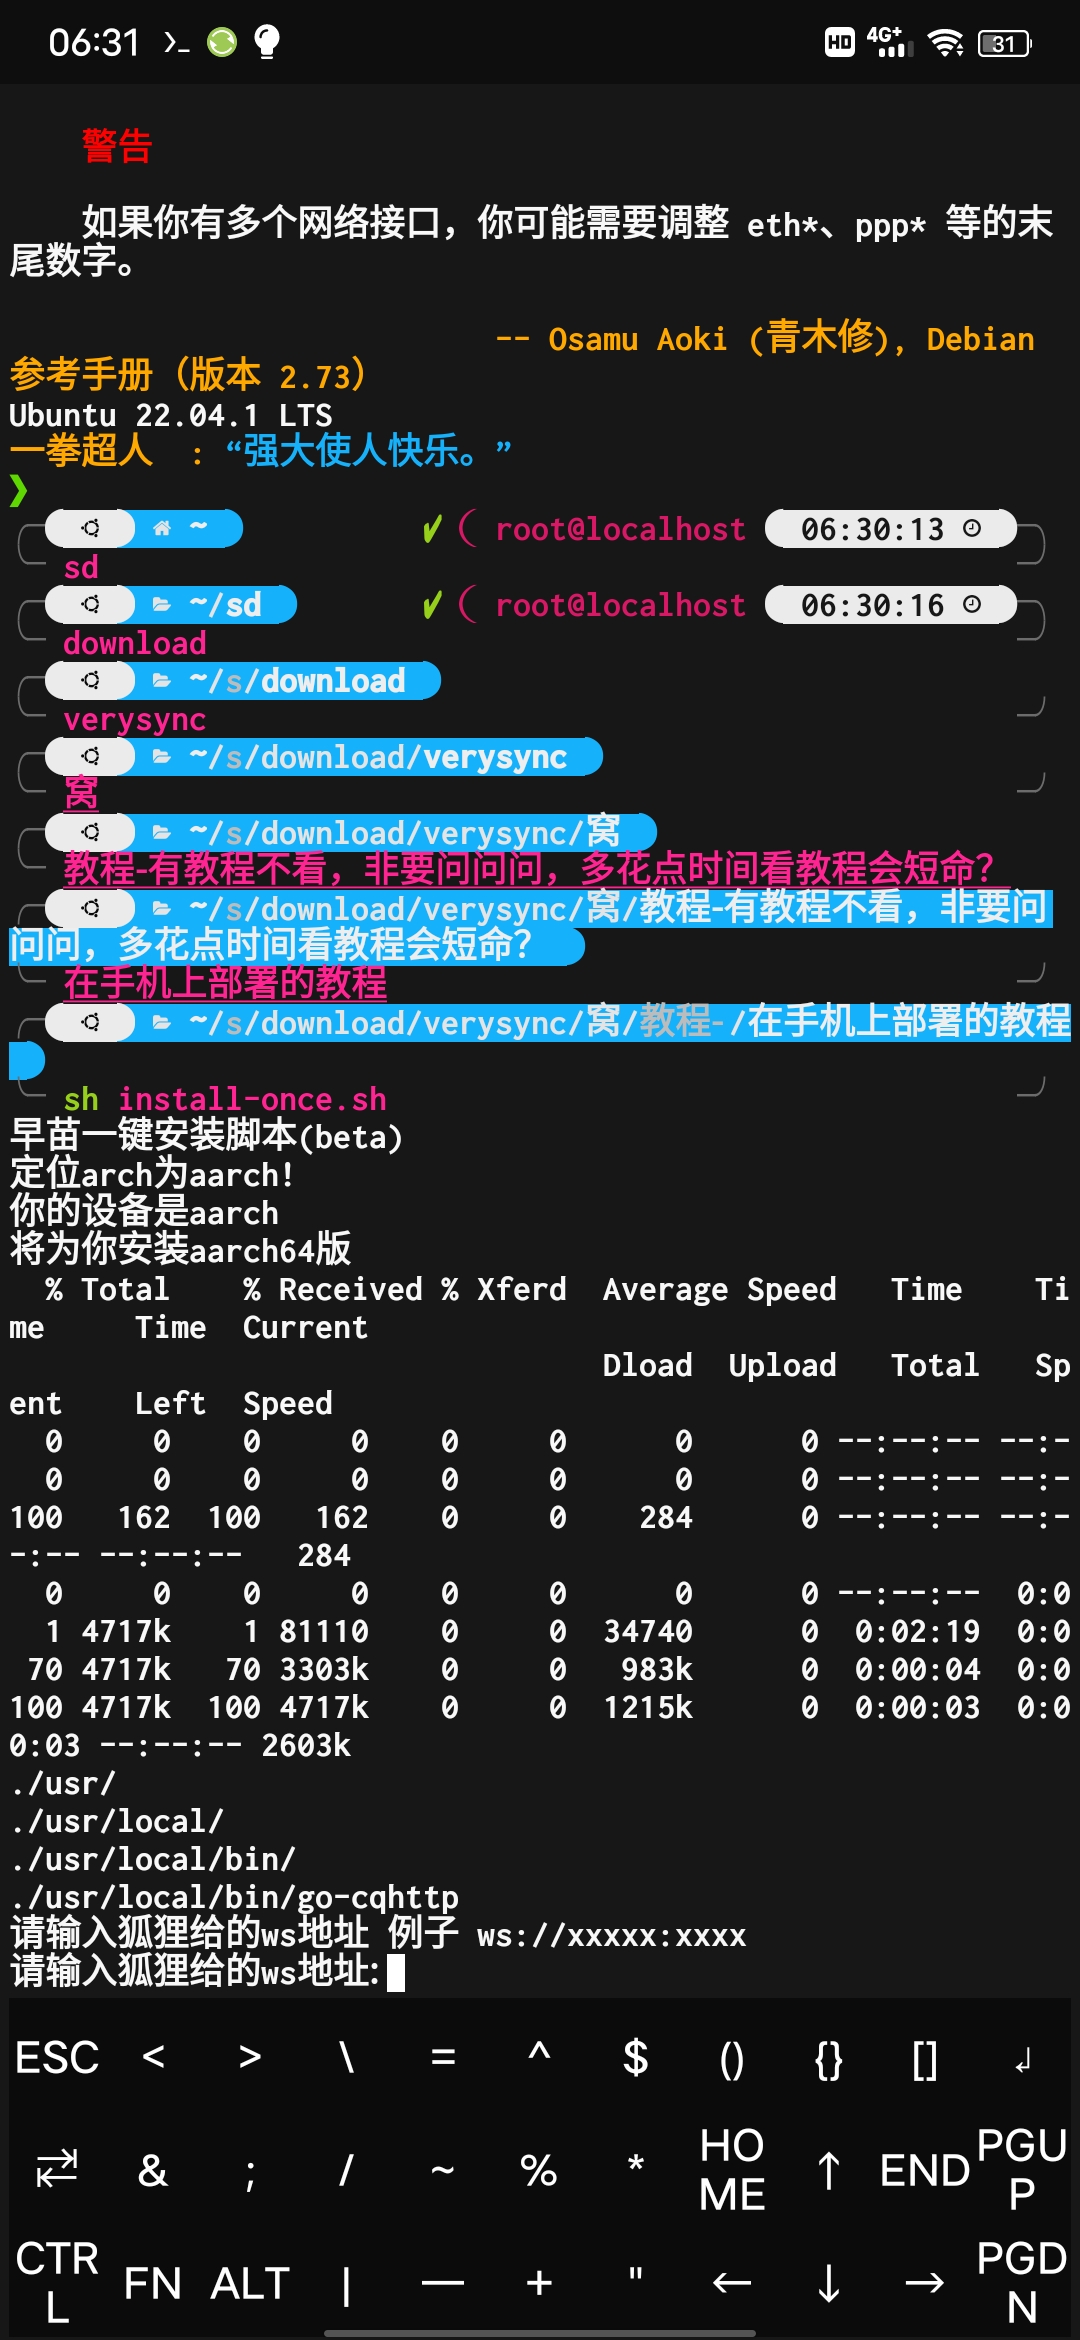 06:31
HD 4G+ 31
警告
如果你有多个网络接口，你可能需要调整 eth*、ppp* 等的末
尾数字。
-- Osamu Aoki (青木修), Debian
参考手册（版本 2.73）
Ubuntu 22.04.1 LTS
一拳超人 : “强大使人快乐。”
❯
~ ✔ ( root@localhost 06:30:13
sd
~/sd ✔ ( root@localhost 06:30:16
download
~/s/download
verysync
~/s/download/verysync
窝
~/s/download/verysync/窝
教程-有教程不看，非要问问问，多花点时间看教程会短命？
~/s/download/verysync/窝/教程-有教程不看，非要问
问问，多花点时间看教程会短命？
在手机上部署的教程
~/s/download/verysync/窝/教程-/在手机上部署的教程
sh install-once.sh
早苗一键安装脚本(beta)
定位arch为aarch!
你的设备是aarch
将为你安装aarch64版
% Total % Received % Xferd Average Speed Time Ti
me Time Current
Dload Upload Total Sp
ent Left Speed
0 0 0 0 0 0 0 0 --:--:-- --:-
0 0 0 0 0 0 0 0 --:--:-- --:-
100 162 100 162 0 0 284 0 --:--:-- --:-
-:-- --:--:-- 284
0 0 0 0 0 0 0 0 --:--:-- 0:0
1 4717k 1 81110 0 0 34740 0 0:02:19 0:0
70 4717k 70 3303k 0 0 983k 0 0:00:04 0:0
100 4717k 100 4717k 0 0 1215k 0 0:00:03 0:0
0:03 --:--:-- 2603k
./usr/
./usr/local/
./usr/local/bin/
./usr/local/bin/go-cqhttp
请输入狐狸给的ws地址 例子 ws://xxxxx:xxxx
请输入狐狸给的ws地址:
ESC < > \ = ^ $ () {} [] ↲
⇄ & ; / ~ % * HOME ↑ END PGUP
CTRL FN ALT | — + " ← ↓ → PGDN